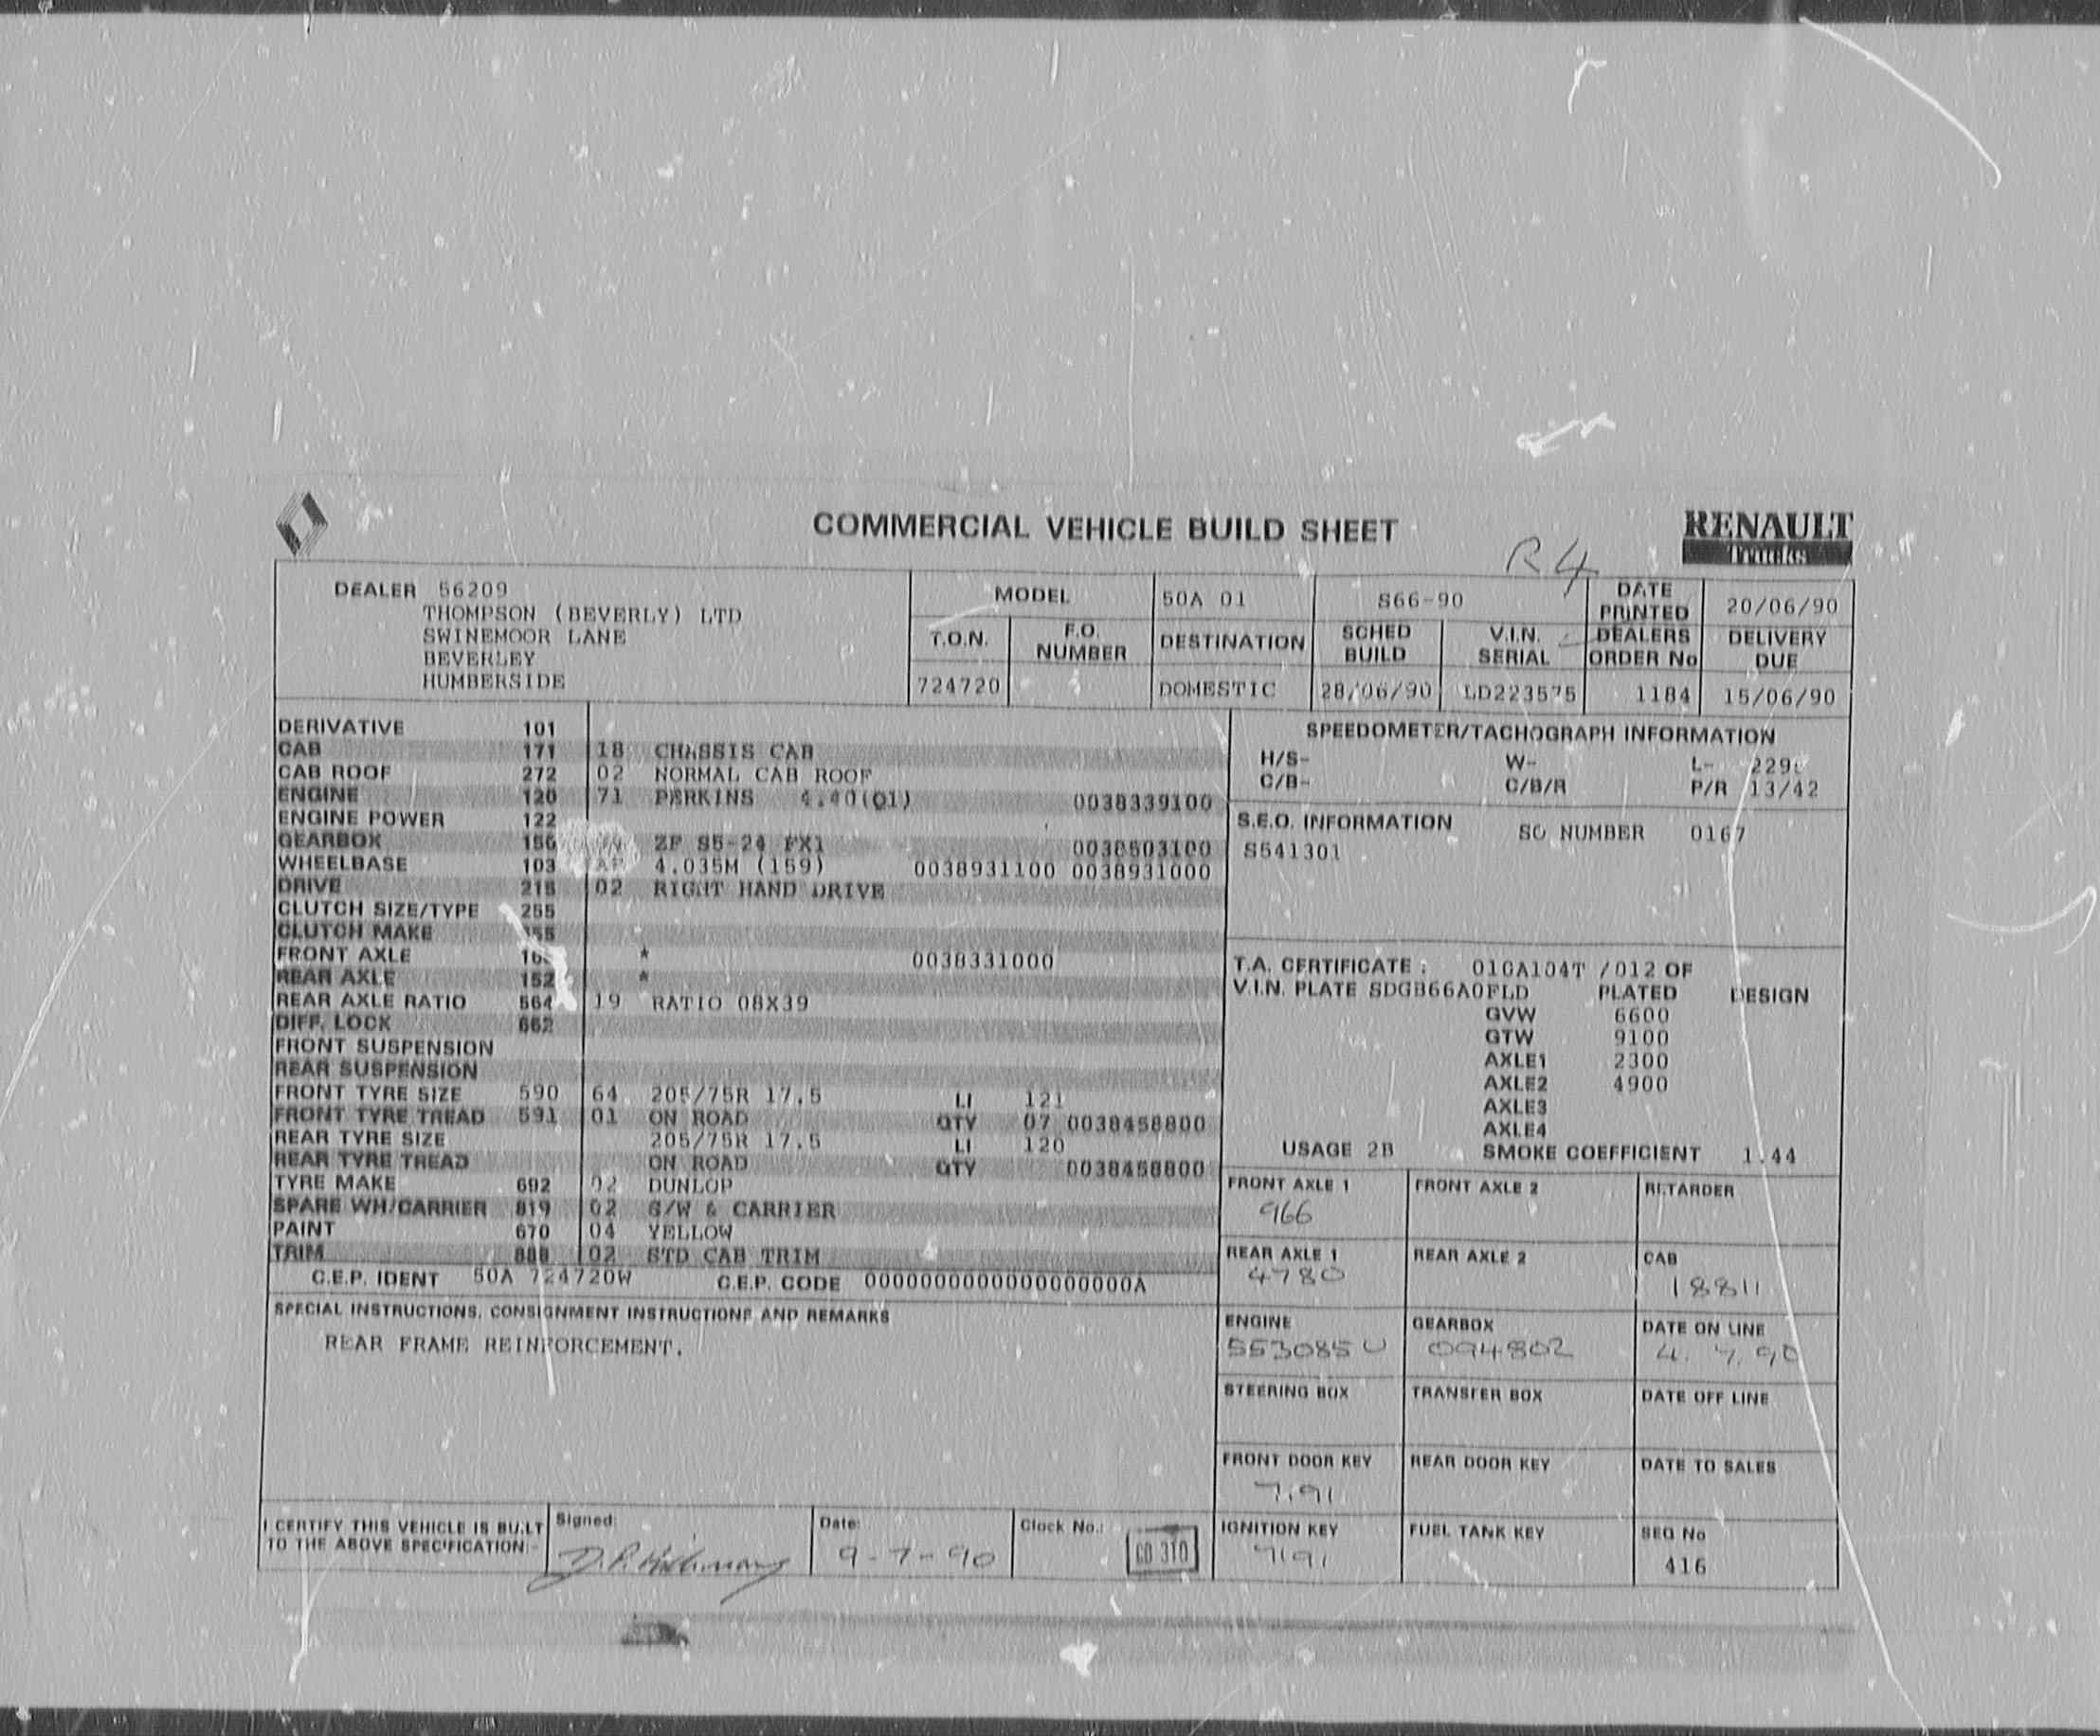 COMMERCIAL VEHICLE BUILD SHEET
RENAULT
Trucks
R4
DEALER 56209
THOMPSON (BEVERLY) LTD
SWINEMOOR LANE
BEVERLEY
HUMBERSIDE
MODEL 50A 01 S66-90 DATE PRINTED 20/06/90
T.O.N. F.O. NUMBER DESTINATION SCHED BUILD V.I.N. SERIAL DEALERS ORDER No DELIVERY DUE
724720 DOMESTIC 28/06/90 LD223575 1184 15/06/90
DERIVATIVE 101
CAB 171 18 CHASSIS CAB
CAB ROOF 272 02 NORMAL CAB ROOF
ENGINE 120 71 PERKINS 4.40(Q1) 0038339100
ENGINE POWER 122
GEARBOX 156 ZF S5-24 FX1 0038503100
WHEELBASE 103 4.035M (159) 0038931100 0038931000
DRIVE 215 02 RIGHT HAND DRIVE
CLUTCH SIZE/TYPE 255
CLUTCH MAKE
FRONT AXLE * 0038331000
REAR AXLE 152 *
REAR AXLE RATIO 564 19 RATIO 08X39
DIFF. LOCK 662
FRONT SUSPENSION
REAR SUSPENSION
FRONT TYRE SIZE 590 64 205/75R 17.5 LI 121
FRONT TYRE TREAD 591 01 ON ROAD QTY 07 0038458800
REAR TYRE SIZE 205/75R 17.5 LI 120
REAR TYRE TREAD ON ROAD QTY 0038458800
TYRE MAKE 692 02 DUNLOP
SPARE WH/CARRIER 819 02 S/W & CARRIER
PAINT 670 04 YELLOW
TRIM 888 02 STD CAB TRIM
C.E.P. IDENT 50A 724720W C.E.P. CODE 00000000000000000000A
SPECIAL INSTRUCTIONS, CONSIGNMENT INSTRUCTIONS AND REMARKS
REAR FRAME REINFORCEMENT.
SPEEDOMETER/TACHOGRAPH INFORMATION
H/S- W- L-
C/B- C/B/R P/R 13/42
S.E.O. INFORMATION SO NUMBER 0167
S541301
T.A. CERTIFICATE : 010A104T /012 OF
V.I.N. PLATE SDGB66A0FLD PLATED DESIGN
GVW 6600
GTW 9100
AXLE1 2300
AXLE2 4900
AXLE3
AXLE4
USAGE 2B SMOKE COEFFICIENT 1.44
FRONT AXLE 1 FRONT AXLE 2 RETARDER
966
REAR AXLE 1 REAR AXLE 2 CAB
4780 18811
ENGINE GEARBOX DATE ON LINE
553085U 094802 4.7.90
STEERING BOX TRANSFER BOX DATE OFF LINE
FRONT DOOR KEY REAR DOOR KEY DATE TO SALES
7191
IGNITION KEY FUEL TANK KEY SEQ No
7191 416
I CERTIFY THIS VEHICLE IS BUILT
TO THE ABOVE SPECIFICATION:-
Signed: Date: 9-7-90 Clock No.: CD 310